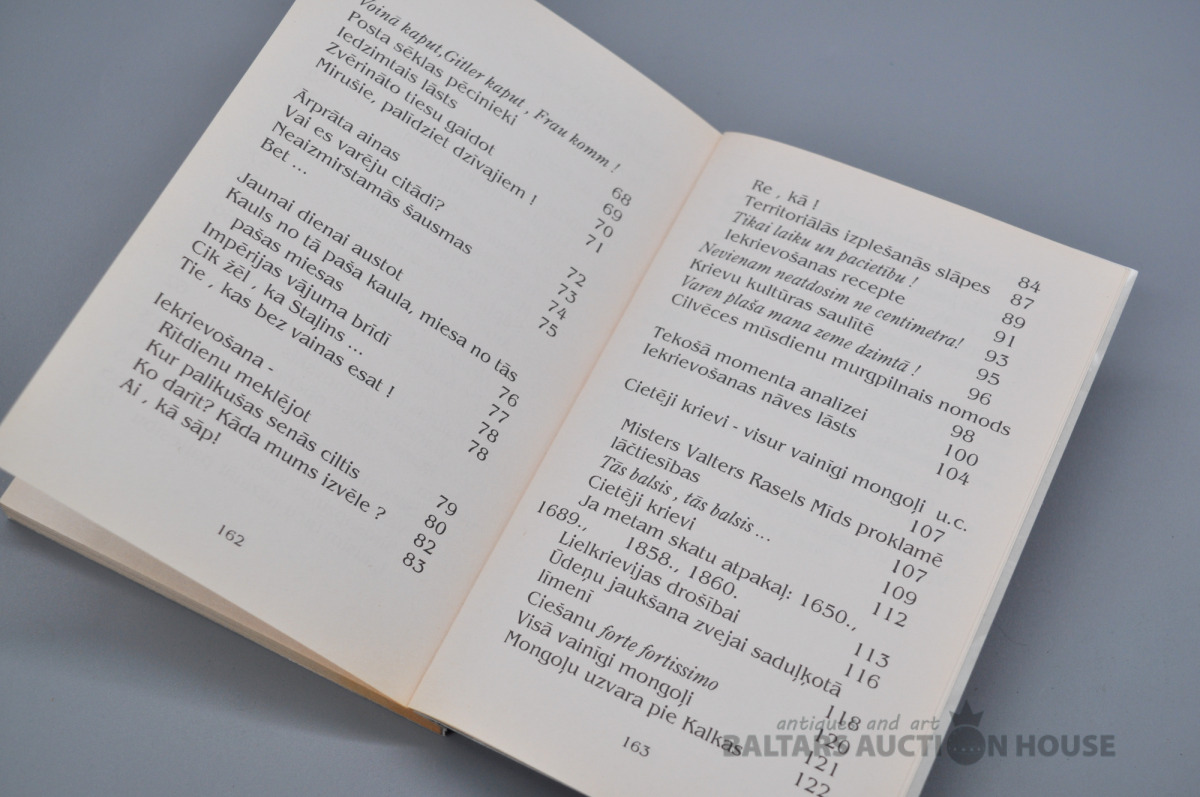 Voinā kaput, Gitler kaput , Frau komm !
Posta sēklas pēcinieki 68
Iedzimtais lāsts 69
Zvērināto tiesu gaidot 70
Mirušie, palīdziet dzīvajiem ! 71
Ārprāta ainas 72
Vai es varēju citādi? 73
Neaizmirstamās šausmas 74
Bet ... 75
Jaunai dienai austot
Kauls no tā paša kaula, miesa no tās
pašas miesas 76
Impērijas vājuma brīdī 77
Cik žēl , ka Staļins ... 78
Tie , kas bez vainas esat ! 78
Iekrievošana -
Rītdienu meklējot 79
Kur palikušas senās ciltis 80
Ko darīt? Kāda mums izvēle ? 82
Ai , kā sāp! 83
162
Re , kā ! 84
Territoriālās izplešanās slāpes 87
Tikai laiku un pacietību ! 89
Iekrievošanas recepte 91
Nevienam neatdosim ne centimetra! 93
Krievu kultūras saulītē 95
Varen plaša mana zeme dzimtā ! 96
Cilvēces mūsdienu murgpilnais nomods
98
Tekošā momenta analīzei 100
Iekrievošanas nāves lāsts 104
Cietēji krievi - visur vainīgi mongoļi u.c.
107
Misters Valters Rasels Mīds proklamē
lāčtiesības 107
Tās balsis , tās balsis ... 109
Cietēji krievi 112
Ja metam skatu atpakaļ: 1650.,
1689., 1858., 1860. 113
Lielkrievijas drošībai 116
Ūdeņu jaukšana zvejai saduļķotā
līmenī 118
Ciešanu forte fortissimo 120
Visā vainīgi mongoļi 121
Mongoļu uzvara pie Kalkas 122
163
antiques and art
BALTARS AUCTION HOUSE